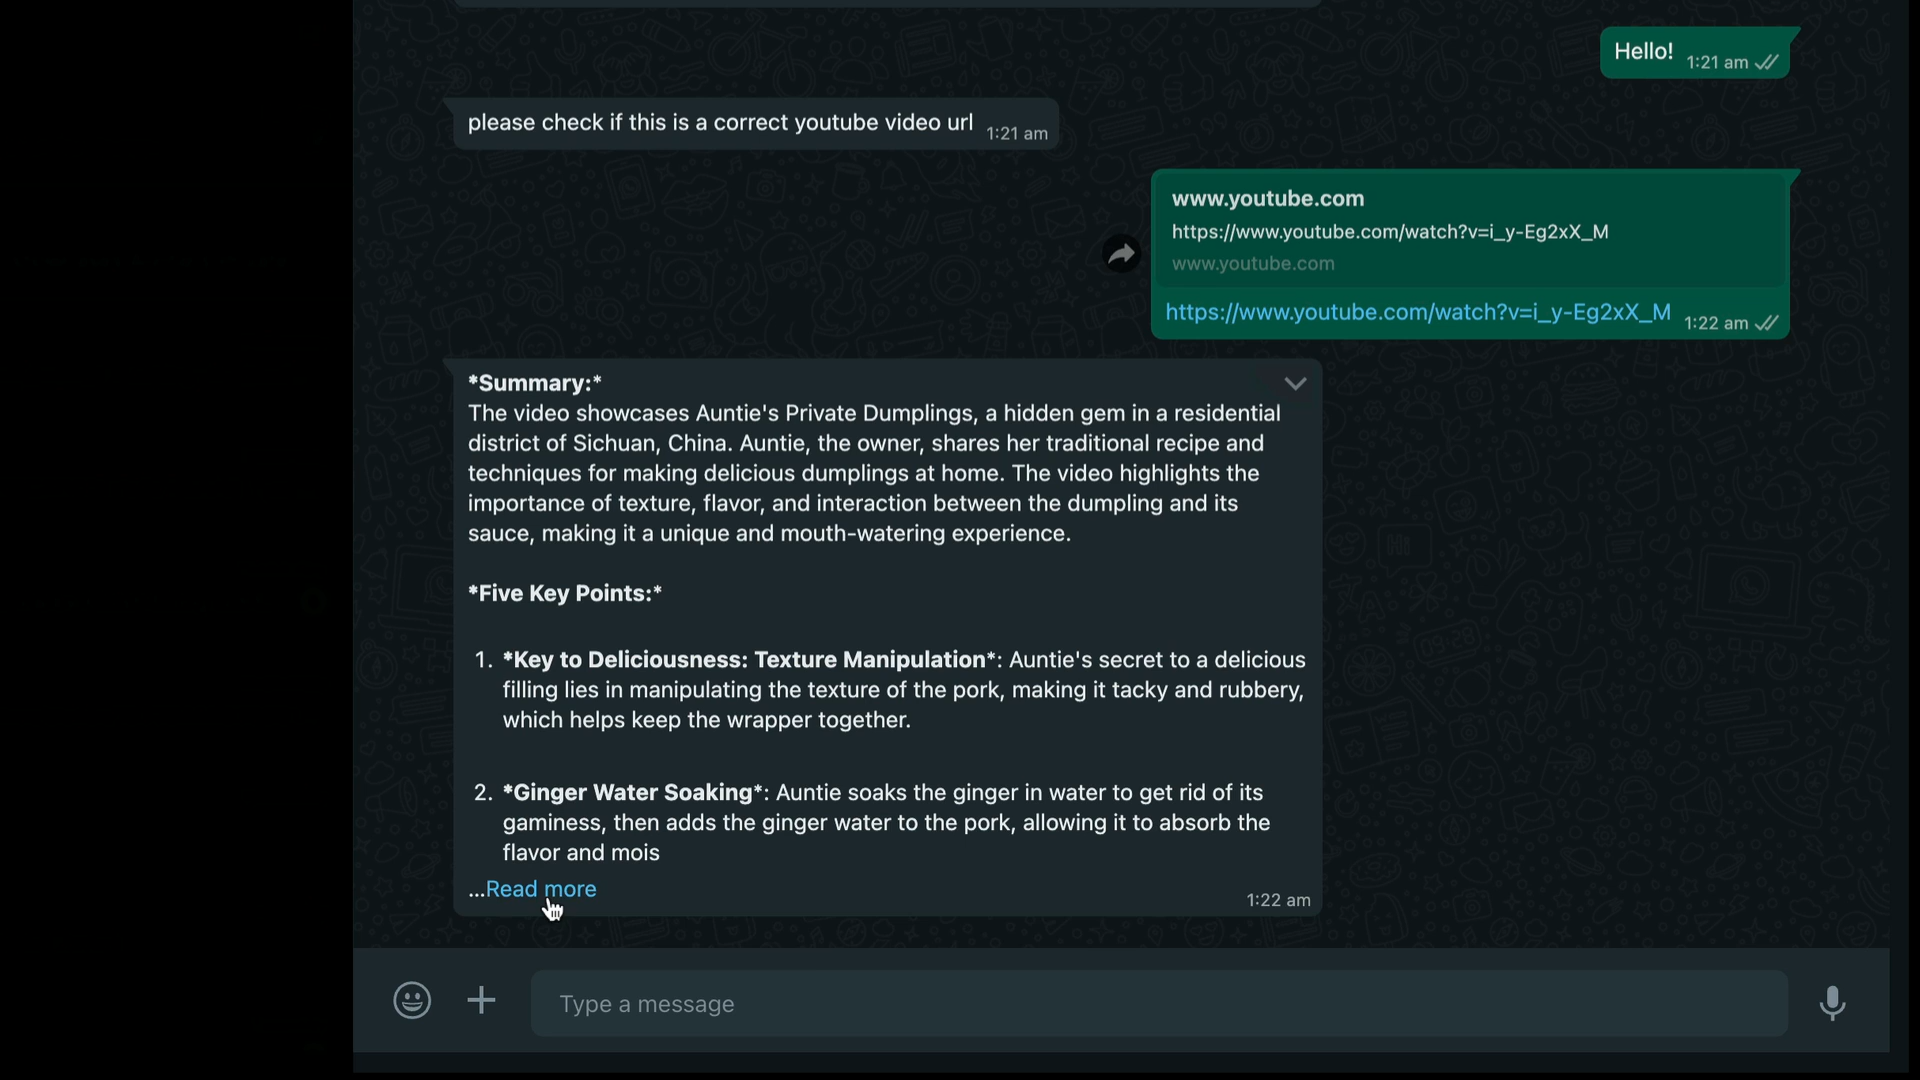 Hello! 1:21 am
please check if this is a correct youtube video url 1:21 am
www.youtube.com
https://www.youtube.com/watch?v=i_y-Eg2xX_M
www.youtube.com
https://www.youtube.com/watch?v=i_y-Eg2xX_M 1:22 am
*Summary:*
The video showcases Auntie's Private Dumplings, a hidden gem in a residential
district of Sichuan, China. Auntie, the owner, shares her traditional recipe and
techniques for making delicious dumplings at home. The video highlights the
importance of texture, flavor, and interaction between the dumpling and its
sauce, making it a unique and mouth-watering experience.
*Five Key Points:*
1. *Key to Deliciousness: Texture Manipulation*: Auntie's secret to a delicious
filling lies in manipulating the texture of the pork, making it tacky and rubbery,
which helps keep the wrapper together.
2. *Ginger Water Soaking*: Auntie soaks the ginger in water to get rid of its
gaminess, then adds the ginger water to the pork, allowing it to absorb the
flavor and mois
...Read more 1:22 am
Type a message